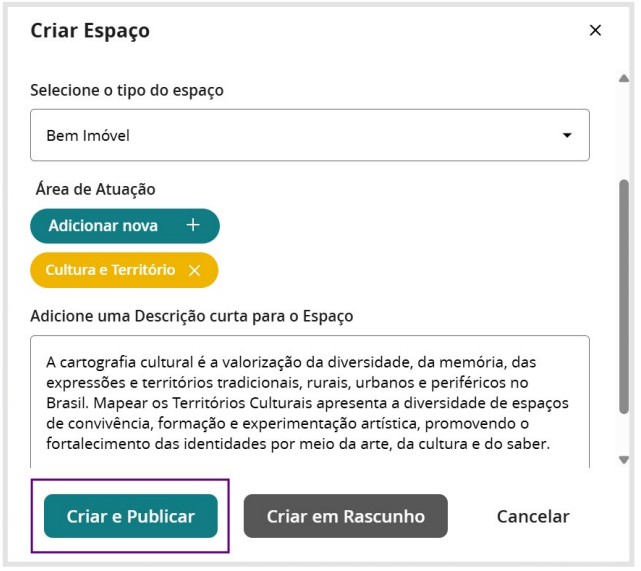 Criar Espaço ×
Selecione o tipo do espaço
Bem Imóvel
Área de Atuação
Adicionar nova +
Cultura e Território ×
Adicione uma Descrição curta para o Espaço
A cartografia cultural é a valorização da diversidade, da memória, das
expressões e territórios tradicionais, rurais, urbanos e periféricos no
Brasil. Mapear os Territórios Culturais apresenta a diversidade de espaços
de convivência, formação e experimentação artística, promovendo o
fortalecimento das identidades por meio da arte, da cultura e do saber.
Criar e Publicar Criar em Rascunho Cancelar